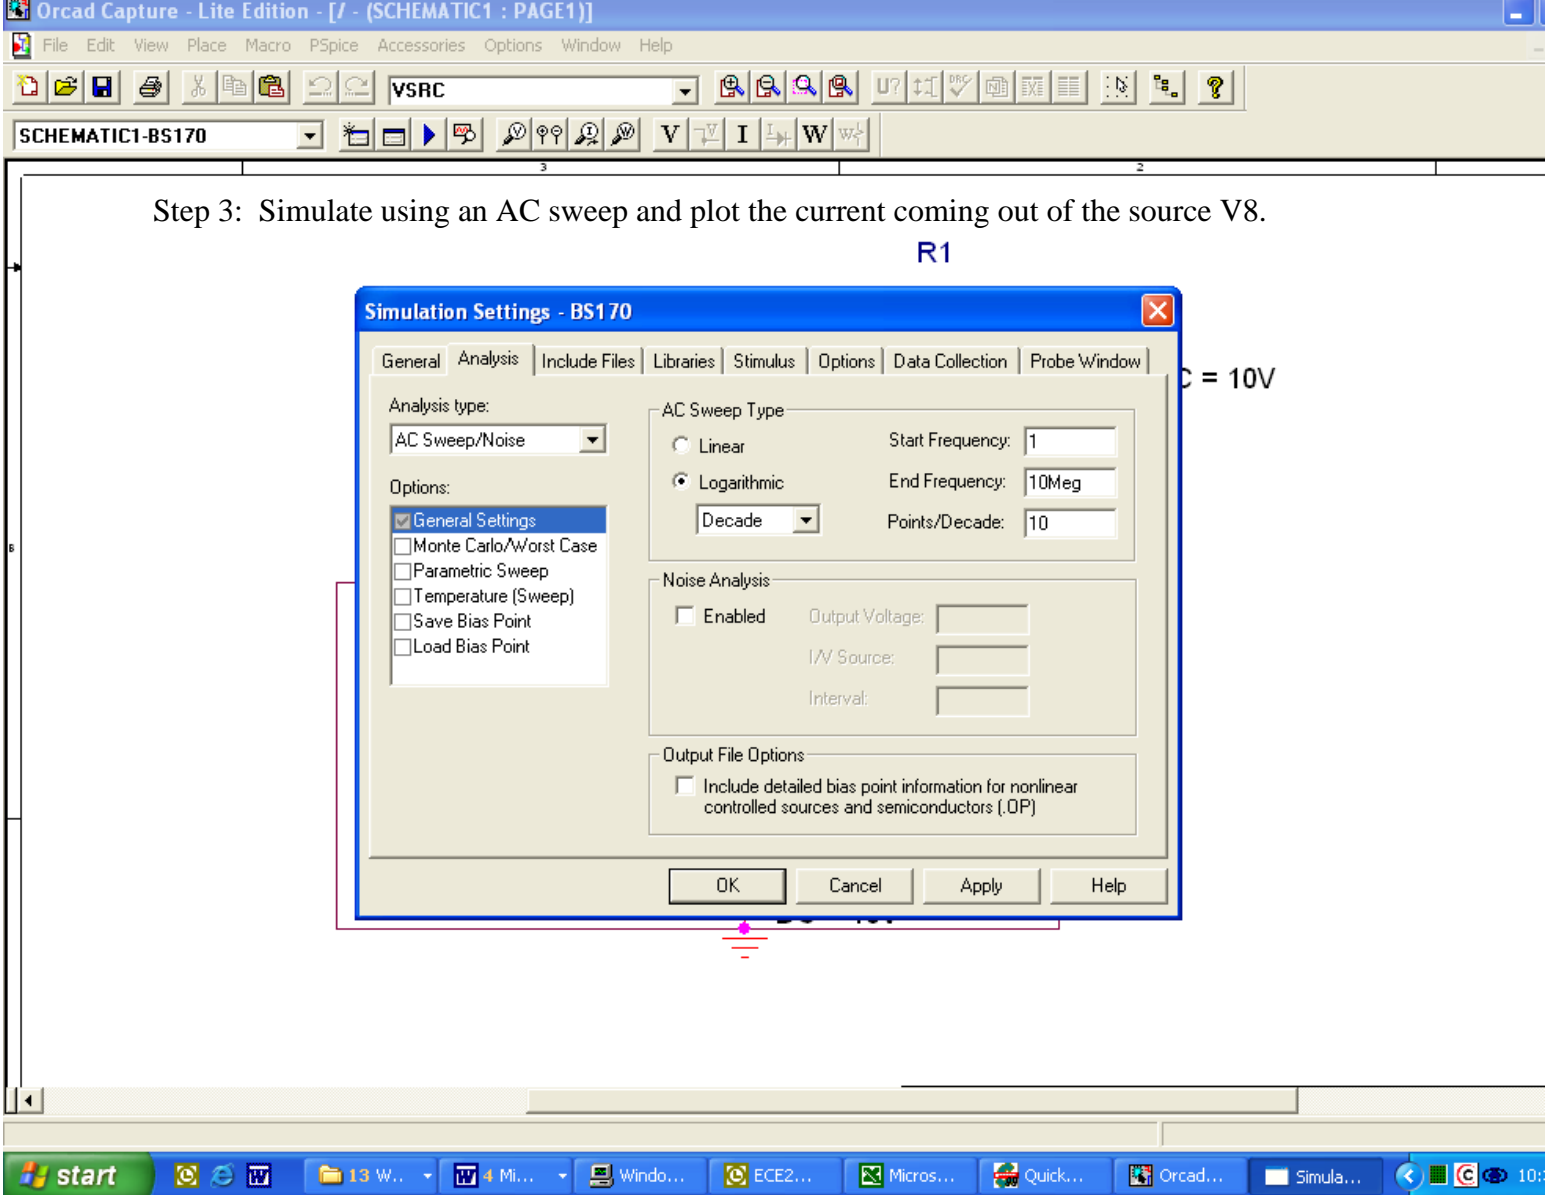 Orcad Capture - Lite Edition - [/ - (SCHEMATIC1 : PAGE1)]
File Edit View Place Macro PSpice Accessories Options Window Help
VSRC
U?
DRC
SCHEMATIC1-BS170
V V I I W W
3 2
Step 3: Simulate using an AC sweep and plot the current coming out of the source V8.
R1
Simulation Settings - BS170
General Analysis Include Files Libraries Stimulus Options Data Collection Probe Window
= 10V
Analysis type:
AC Sweep/Noise
Options:
General Settings
Monte Carlo/Worst Case
Parametric Sweep
Temperature (Sweep)
Save Bias Point
Load Bias Point
AC Sweep Type
Linear
Logarithmic
Decade
Start Frequency: 1
End Frequency: 10Meg
Points/Decade: 10
Noise Analysis
Enabled
Output Voltage:
I/V Source:
Interval:
Output File Options
Include detailed bias point information for nonlinear
controlled sources and semiconductors (.OP)
OK Cancel Apply Help
B
start 13 W.. 4 Mi... Windo... ECE2... Micros... Quick... Orcad... Simula... 10: